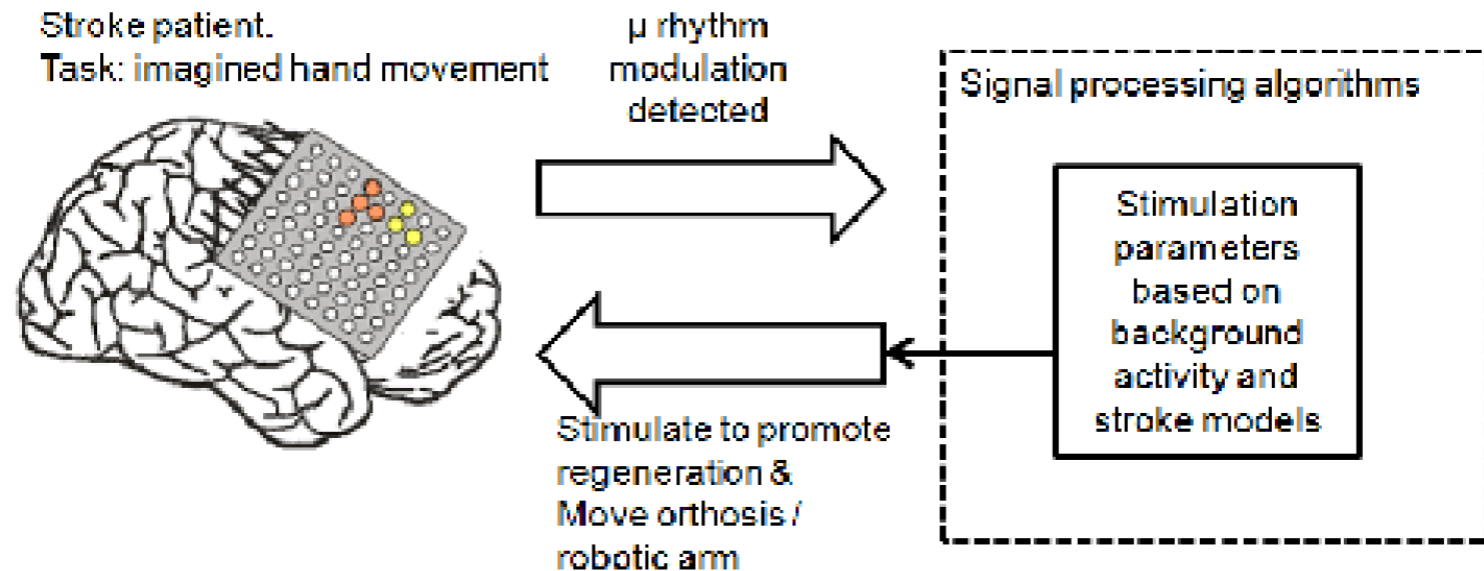 Stroke patient.
Task: imagined hand movement
μ rhythm
modulation
detected
Signal processing algorithms
Stimulation
parameters
based on
background
activity and
stroke models
Stimulate to promote
regeneration &
Move orthosis /
robotic arm